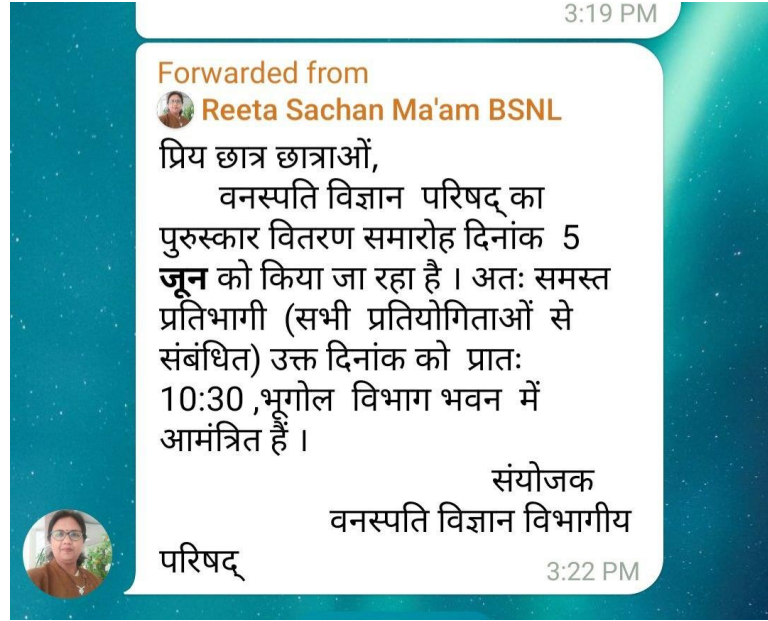 3:19 PM
Forwarded from
Reeta Sachan Ma'am BSNL
प्रिय छात्र छात्राओं,
वनस्पति विज्ञान परिषद् का
पुरुस्कार वितरण समारोह दिनांक 5
जून को किया जा रहा है । अतः समस्त
प्रतिभागी (सभी प्रतियोगिताओं से
संबंधित) उक्त दिनांक को प्रातः
10:30 ,भूगोल विभाग भवन में
आमंत्रित हैं ।
संयोजक
वनस्पति विज्ञान विभागीय
परिषद्
3:22 PM